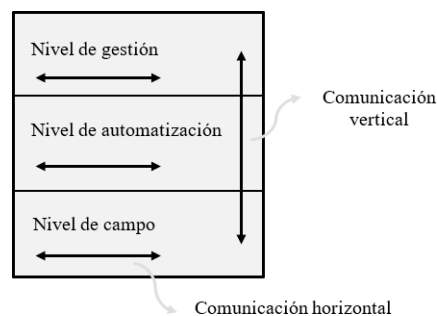 Nivel de gestión
Nivel de automatización
Nivel de campo
Comunicación
vertical
Comunicación horizontal